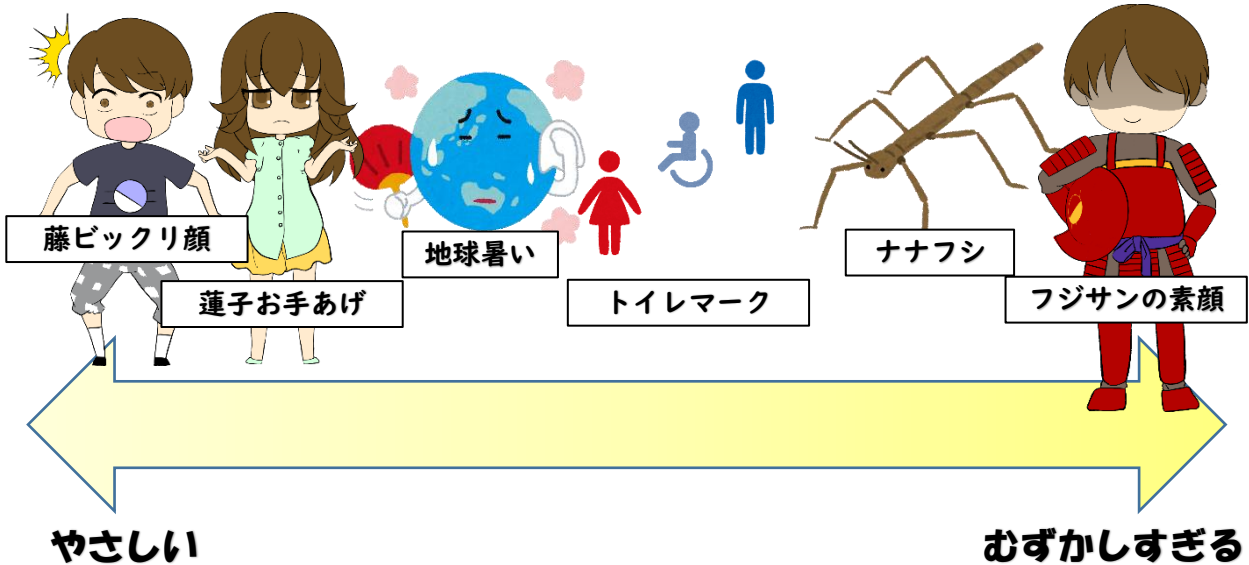 藤ビックリ顔
蓮子お手あげ
地球暑い
トイレマーク
ナナフシ
フジサンの素顔
やさしい
むずかしすぎる